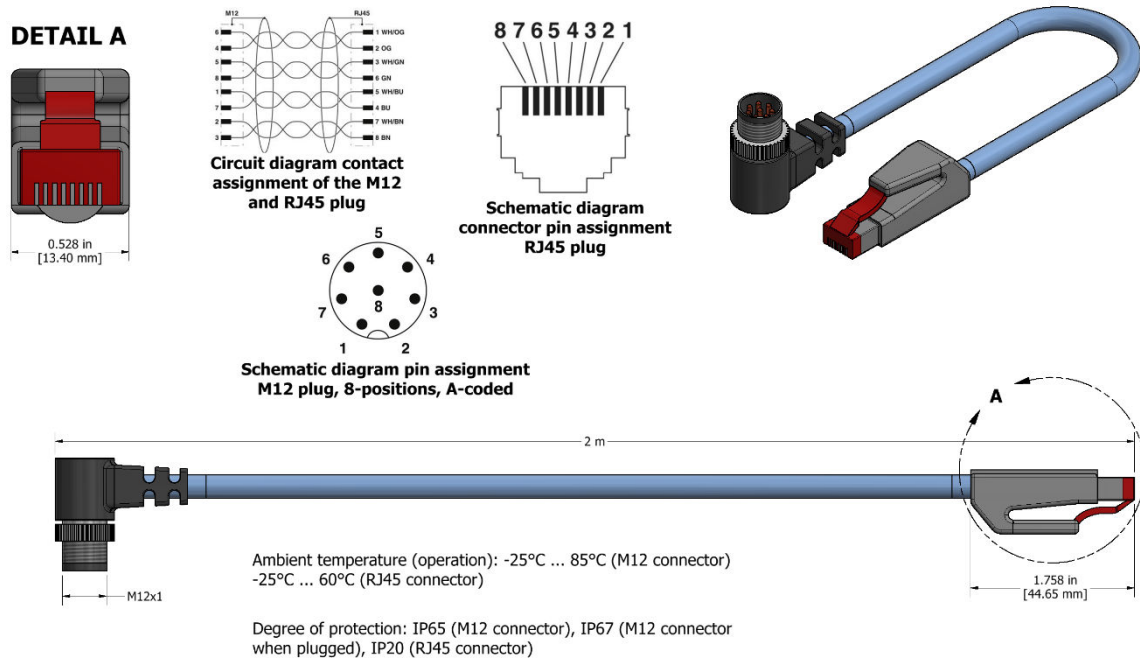 DETAIL A
0.528 in
[13.40 mm]
M12 RJ45
6 1 WH/OG
4 2 OG
5 3 WH/GN
8 6 GN
1 5 WH/BU
7 4 BU
2 7 WH/BN
3 8 BN
Circuit diagram contact
assignment of the M12
and RJ45 plug
8 7 6 5 4 3 2 1
Schematic diagram
connector pin assignment
RJ45 plug
5
6 4
8
7 3
1 2
Schematic diagram pin assignment
M12 plug, 8-positions, A-coded
A
2 m
M12x1
Ambient temperature (operation): -25°C ... 85°C (M12 connector)
-25°C ... 60°C (RJ45 connector)
1.758 in
[44.65 mm]
Degree of protection: IP65 (M12 connector), IP67 (M12 connector
when plugged), IP20 (RJ45 connector)